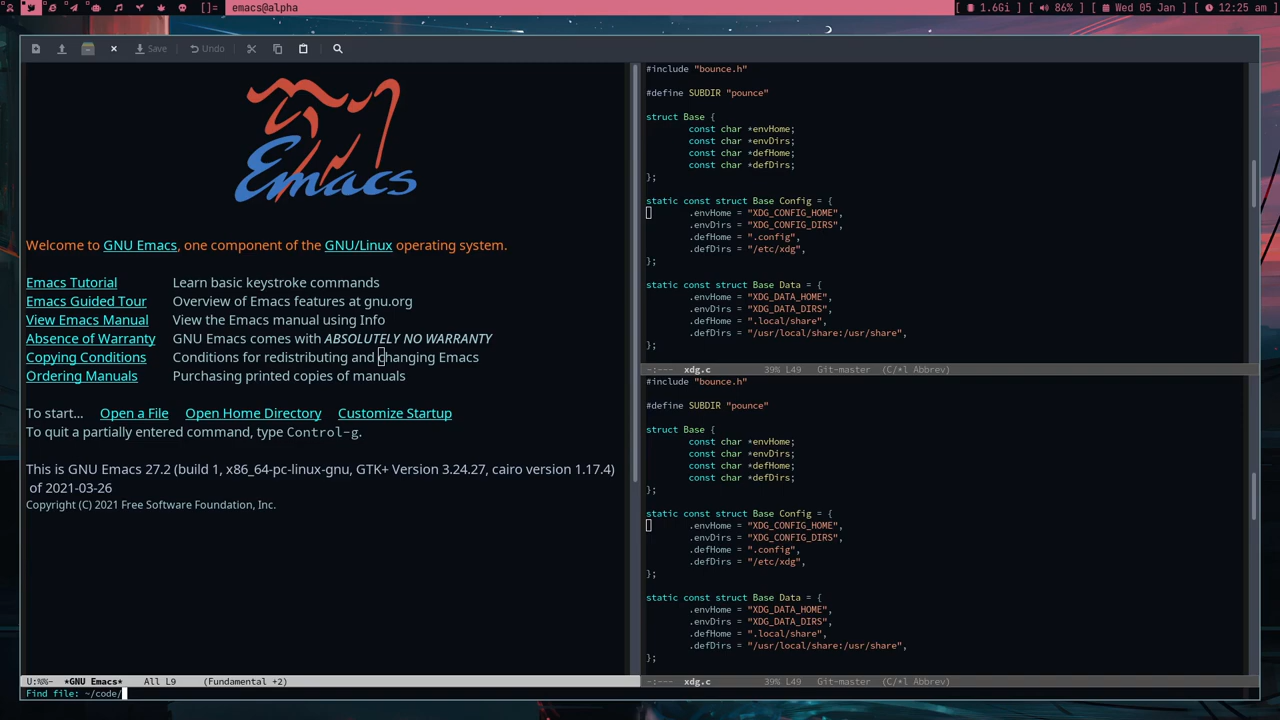 []= emacs@alpha 1.6Gi 86% Wed 05 Jan 12:25 am
Save Undo
Emacs
Welcome to GNU Emacs, one component of the GNU/Linux operating system.
Emacs Tutorial Learn basic keystroke commands
Emacs Guided Tour Overview of Emacs features at gnu.org
View Emacs Manual View the Emacs manual using Info
Absence of Warranty GNU Emacs comes with ABSOLUTELY NO WARRANTY
Copying Conditions Conditions for redistributing and changing Emacs
Ordering Manuals Purchasing printed copies of manuals
To start... Open a File Open Home Directory Customize Startup
To quit a partially entered command, type Control-g.
This is GNU Emacs 27.2 (build 1, x86_64-pc-linux-gnu, GTK+ Version 3.24.27, cairo version 1.17.4)
of 2021-03-26
Copyright (C) 2021 Free Software Foundation, Inc.
U:%%- *GNU Emacs* All L9 (Fundamental +2)
Find file: ~/code/
#include "bounce.h"
#define SUBDIR "pounce"
struct Base {
const char *envHome;
const char *envDirs;
const char *defHome;
const char *defDirs;
};
static const struct Base Config = {
.envHome = "XDG_CONFIG_HOME",
.envDirs = "XDG_CONFIG_DIRS",
.defHome = ".config",
.defDirs = "/etc/xdg",
};
static const struct Base Data = {
.envHome = "XDG_DATA_HOME",
.envDirs = "XDG_DATA_DIRS",
.defHome = ".local/share",
.defDirs = "/usr/local/share:/usr/share",
};
-:--- xdg.c 39% L49 Git-master (C/*l Abbrev)
#include "bounce.h"
#define SUBDIR "pounce"
struct Base {
const char *envHome;
const char *envDirs;
const char *defHome;
const char *defDirs;
};
static const struct Base Config = {
.envHome = "XDG_CONFIG_HOME",
.envDirs = "XDG_CONFIG_DIRS",
.defHome = ".config",
.defDirs = "/etc/xdg",
};
static const struct Base Data = {
.envHome = "XDG_DATA_HOME",
.envDirs = "XDG_DATA_DIRS",
.defHome = ".local/share",
.defDirs = "/usr/local/share:/usr/share",
};
-:--- xdg.c 39% L49 Git-master (C/*l Abbrev)